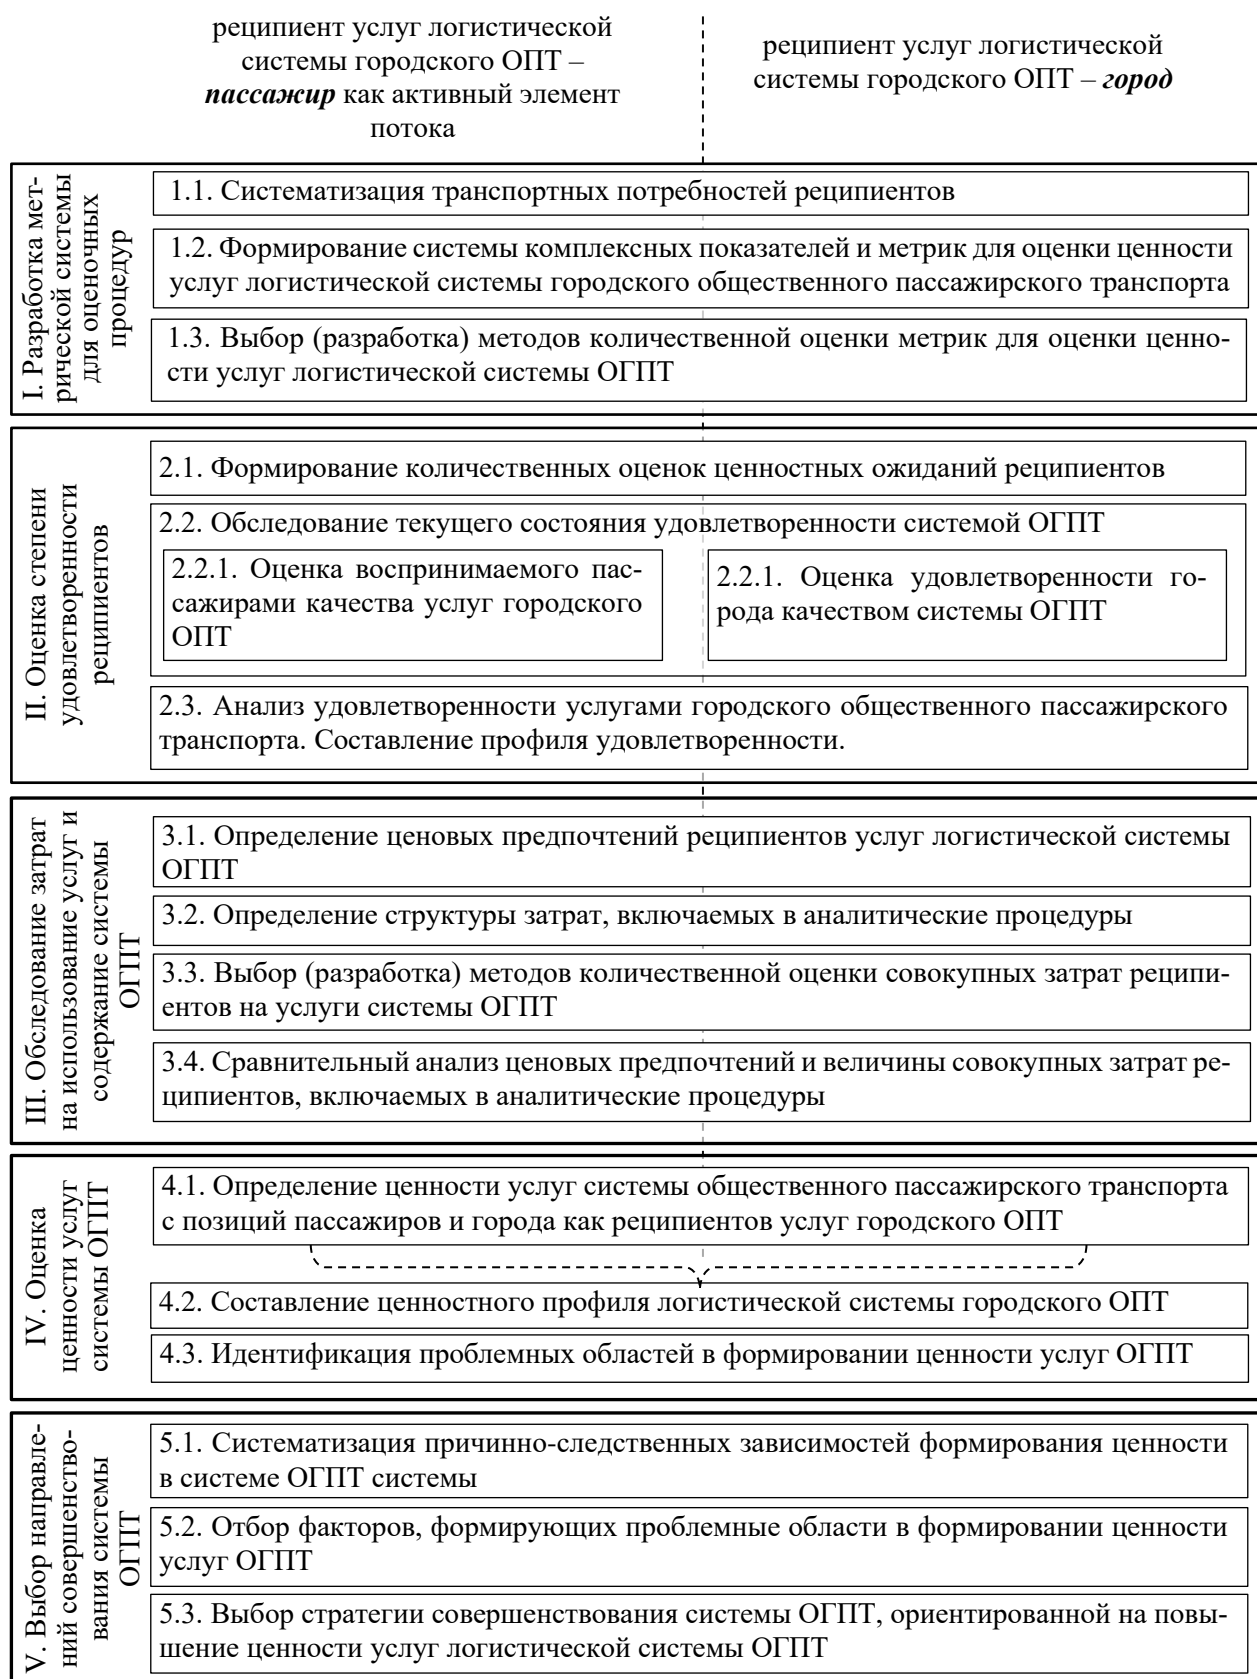 реципиент услуг логистической
системы городского ОПТ –
пассажир как активный элемент
потока
реципиент услуг логистической
системы городского ОПТ – город
I. Разработка мет-
рической системы
для оценочных
процедур
1.1. Систематизация транспортных потребностей реципиентов
1.2. Формирование системы комплексных показателей и метрик для оценки ценности
услуг логистической системы городского общественного пассажирского транспорта
1.3. Выбор (разработка) методов количественной оценки метрик для оценки ценно-
сти услуг логистической системы ОГПТ
II. Оценка степени
удовлетворенности
реципиентов
2.1. Формирование количественных оценок ценностных ожиданий реципиентов
2.2. Обследование текущего состояния удовлетворенности системой ОГПТ
2.2.1. Оценка воспринимаемого пас-
сажирами качества услуг городского
ОПТ
2.2.1. Оценка удовлетворенности го-
рода качеством системы ОГПТ
2.3. Анализ удовлетворенности услугами городского общественного пассажирского
транспорта. Составление профиля удовлетворенности.
III. Обследование затрат
на использование услуг и
содержание системы
ОГПТ
3.1. Определение ценовых предпочтений реципиентов услуг логистической системы
ОГПТ
3.2. Определение структуры затрат, включаемых в аналитические процедуры
3.3. Выбор (разработка) методов количественной оценки совокупных затрат реципи-
ентов на услуги системы ОГПТ
3.4. Сравнительный анализ ценовых предпочтений и величины совокупных затрат ре-
ципиентов, включаемых в аналитические процедуры
IV. Оценка
ценности услуг
системы ОГПТ
4.1. Определение ценности услуг системы общественного пассажирского транспорта
с позиций пассажиров и города как реципиентов услуг городского ОПТ
4.2. Составление ценностного профиля логистической системы городского ОПТ
4.3. Идентификация проблемных областей в формировании ценности услуг ОГПТ
V. Выбор направле-
ний совершенство-
вания системы
ОГПТ
5.1. Систематизация причинно-следственных зависимостей формирования ценности
в системе ОГПТ системы
5.2. Отбор факторов, формирующих проблемные области в формировании ценности
услуг ОГПТ
5.3. Выбор стратегии совершенствования системы ОГПТ, ориентированной на повы-
шение ценности услуг логистической системы ОГПТ